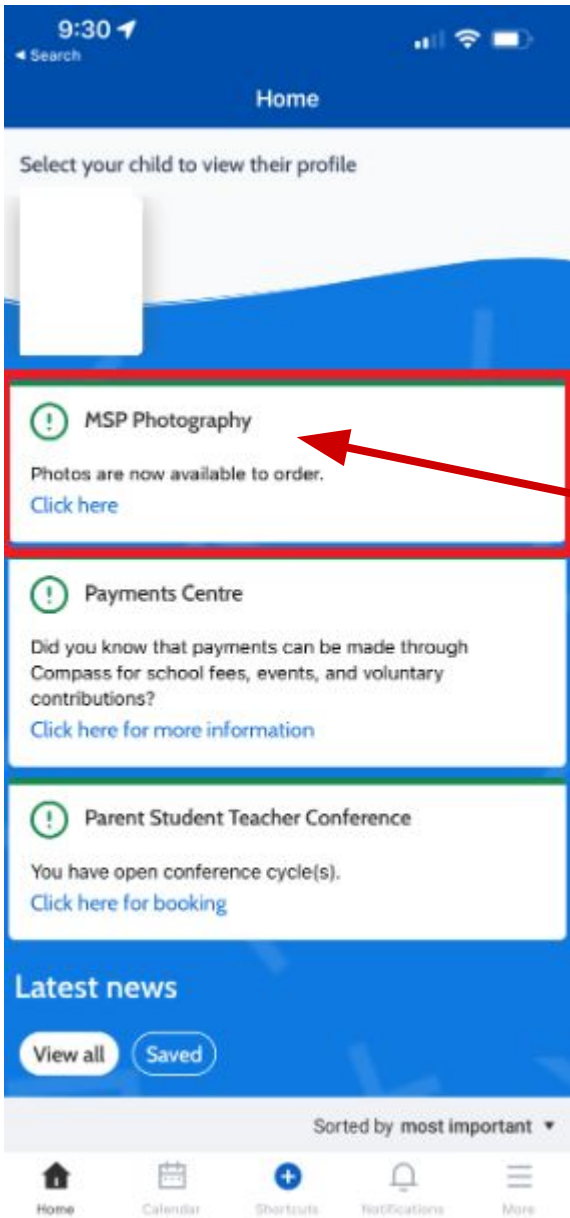 9:30
◄ Search
Home
Select your child to view their profile
MSP Photography
Photos are now available to order.
Click here
Payments Centre
Did you know that payments can be made through
Compass for school fees, events, and voluntary
contributions?
Click here for more information
Parent Student Teacher Conference
You have open conference cycle(s).
Click here for booking
Latest news
View all Saved
Sorted by most important ▼
Home Calendar Shortcuts Notifications More